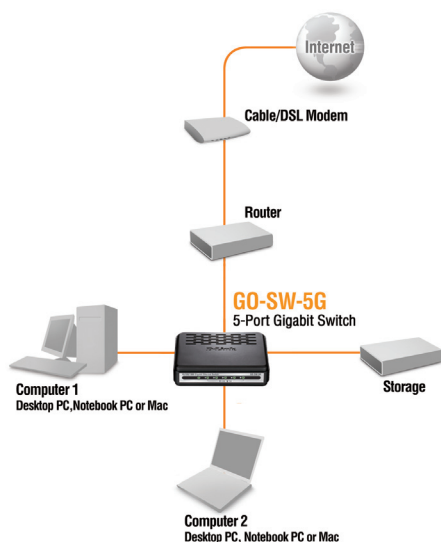 Internet
Cable/DSL Modem
Router
GO-SW-5G
5-Port Gigabit Switch
Computer 1
Desktop PC,Notebook PC or Mac
Storage
Computer 2
Desktop PC, Notebook PC or Mac